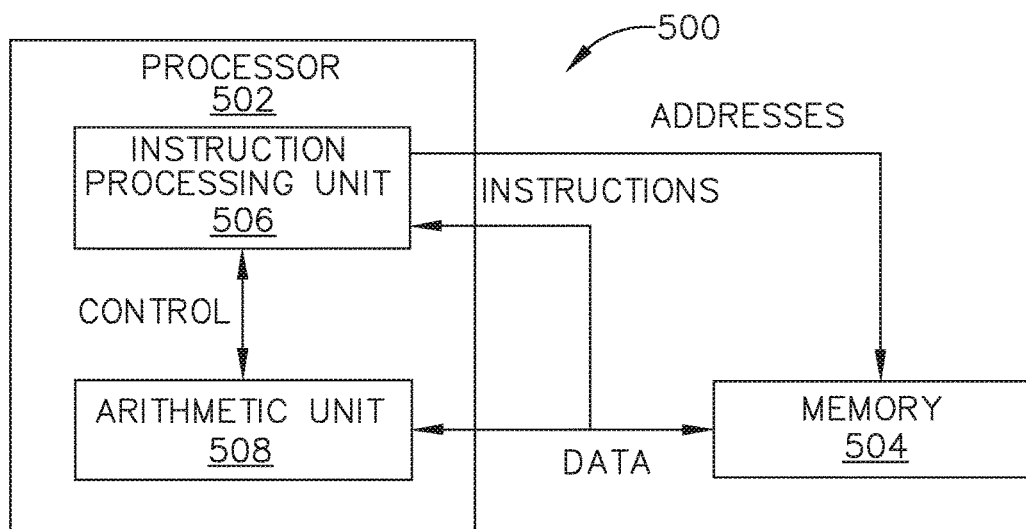 500
PROCESSOR
502
ADDRESSES
INSTRUCTION
PROCESSING UNIT
506
INSTRUCTIONS
CONTROL
ARITHMETIC UNIT
508
DATA
MEMORY
504